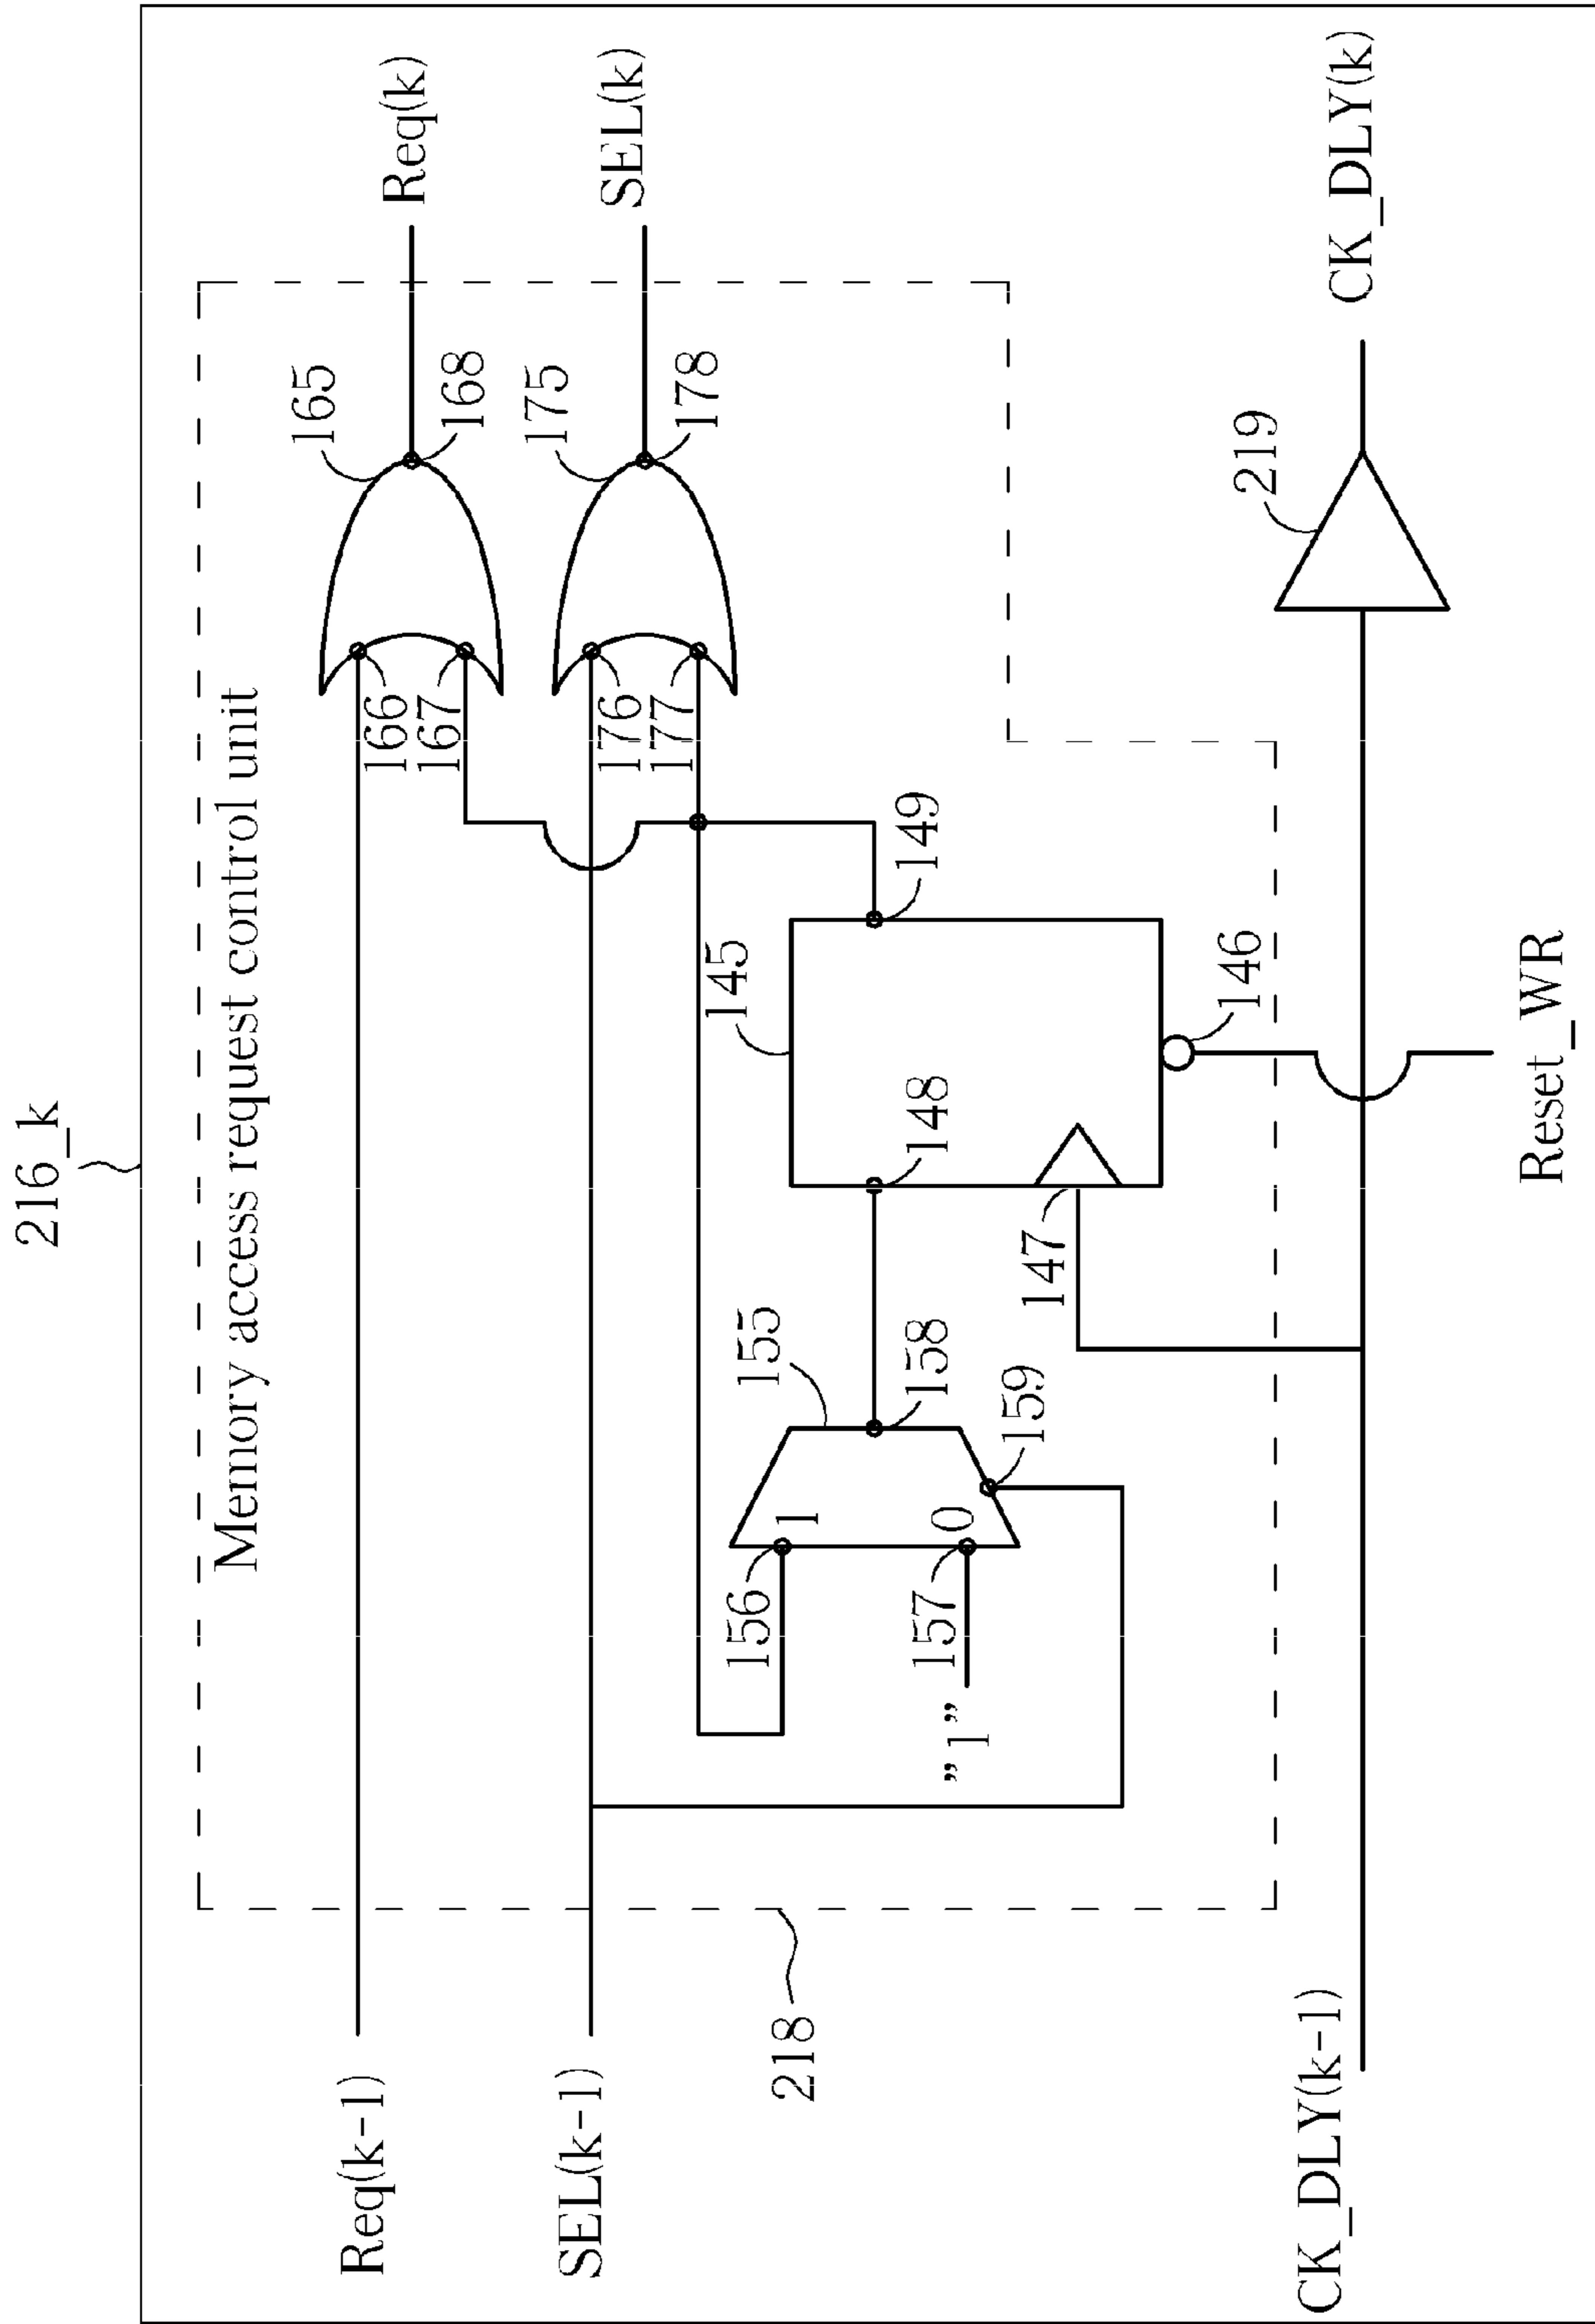 216_k
Memory access request control unit
Req(k-1)
SEL(k-1)
CK_DLY(k-1)
218
165
166
167
168
Req(k)
175
176
177
178
SEL(k)
155
156
1
157
0
"1"
158
159
145
148
149
147
146
219
CK_DLY(k)
Reset_WR